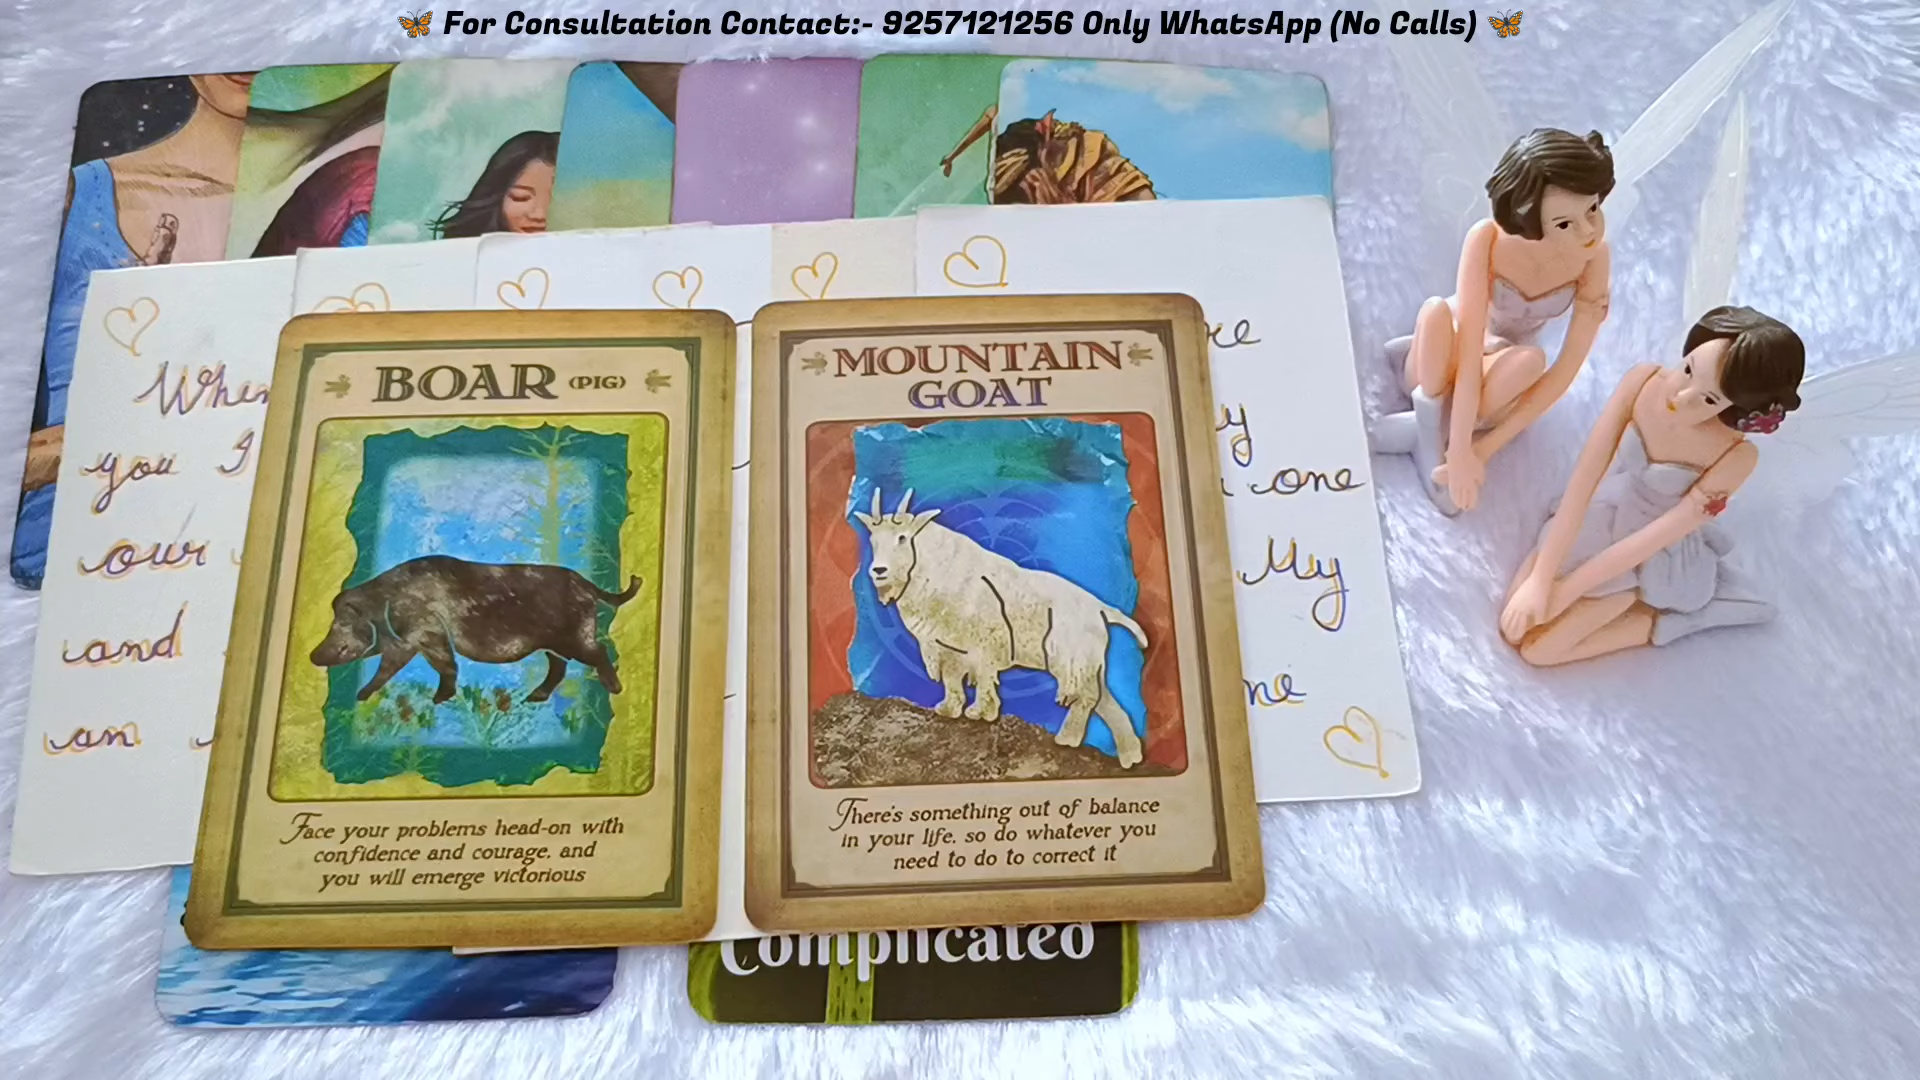 🦋 For Consultation Contact:- 9257121256 Only WhatsApp (No Calls) 🦋
When
you I
our
and
an
BOAR (PIG)
Face your problems head-on with
confidence and courage, and
you will emerge victorious
MOUNTAIN
GOAT
There's something out of balance
in your life, so do whatever you
need to do to correct it
one
My
Complicated